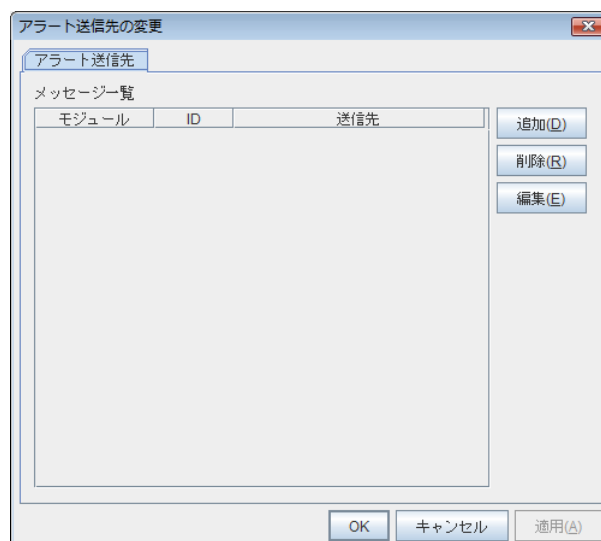 アラート送信先の変更
アラート送信先
メッセージ一覧
モジュール ID 送信先
追加(D)
削除(R)
編集(E)
OK キャンセル 適用(A)